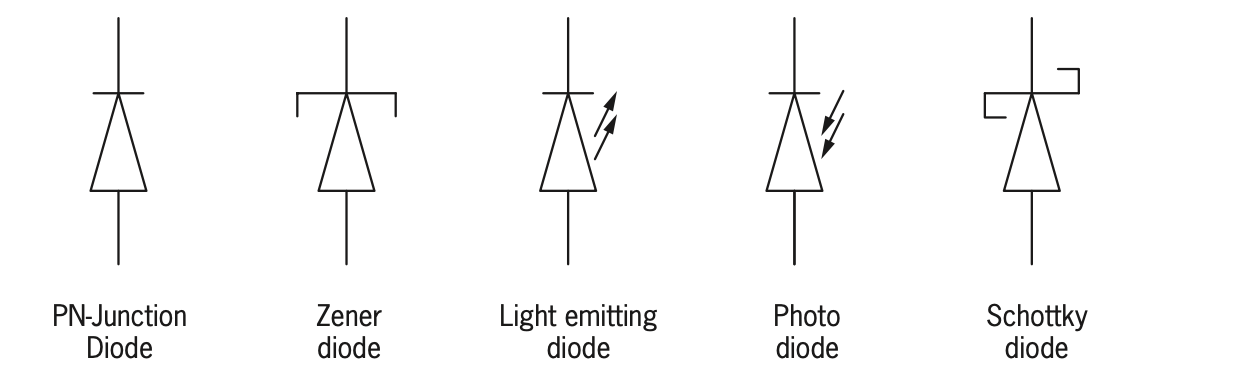 PN-Junction
Diode
Zener
diode
Light emitting
diode
Photo
diode
Schottky
diode